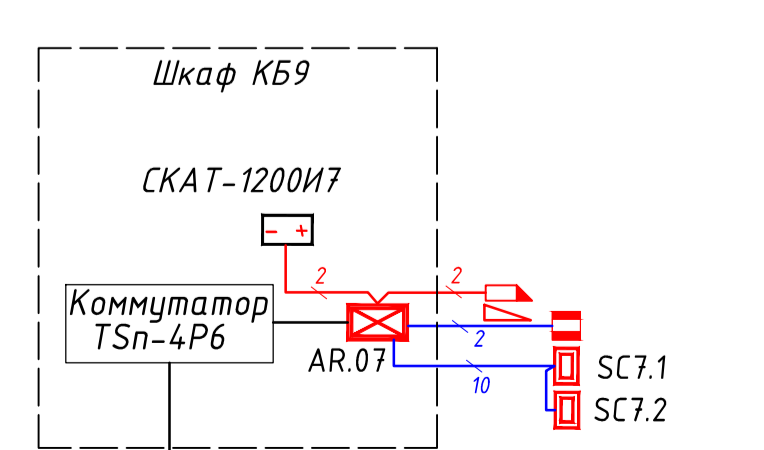 Шкаф КБ9
СКАТ-1200И7
- +
2
2
Коммутатор
TSn-4P6
2
AR.07
SC7.1
10
SC7.2